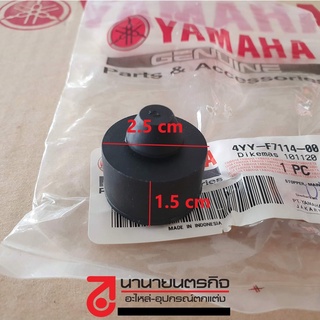 YAMAHA
GENUINE
Parts & Accessories
2.5 cm
1.5 cm
4YY-F7114-00
Dikemas 101120
1 PC
MADE IN INDONESIA
นานายนตรกิจ
อะไหล่-อุปกรณ์ตกแต่ง